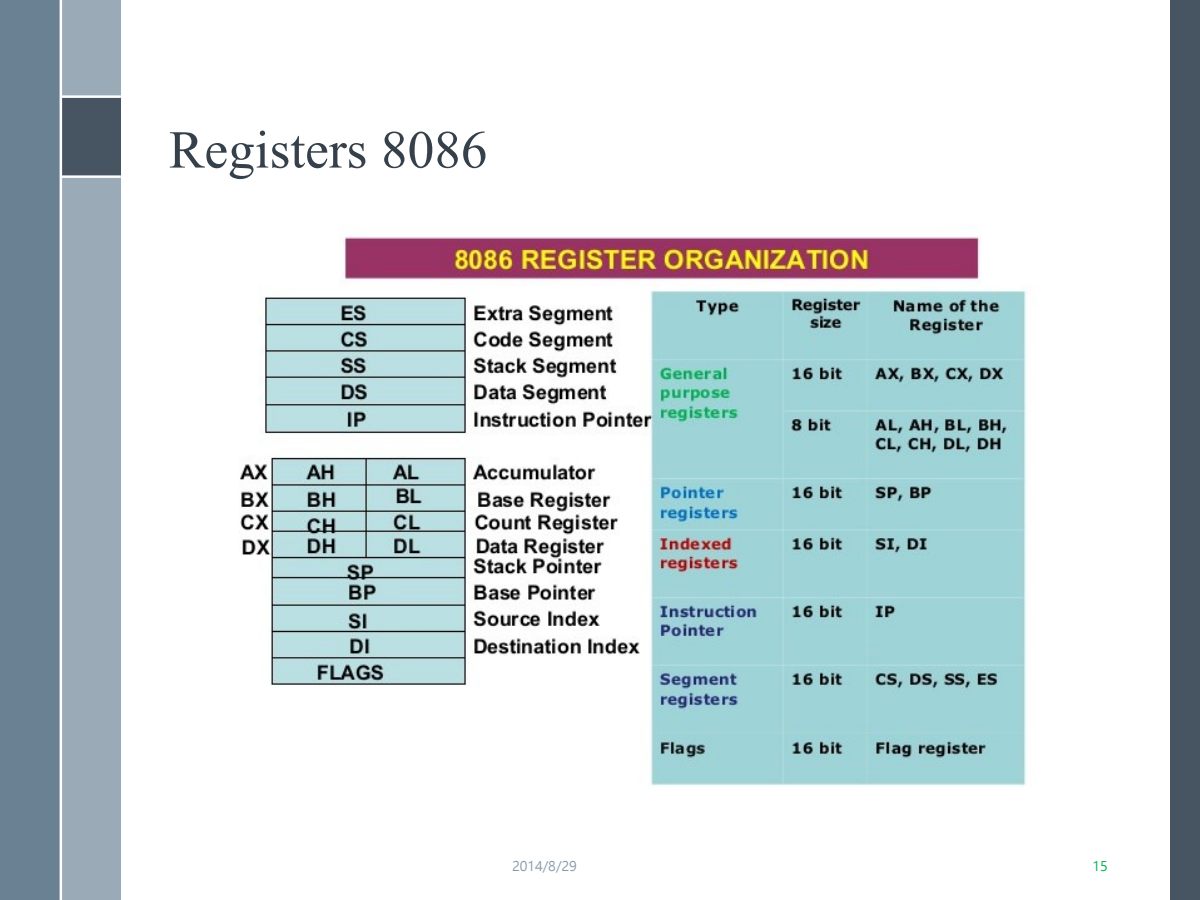 Registers 8086
8086 REGISTER ORGANIZATION
ES Extra Segment
CS Code Segment
SS Stack Segment
DS Data Segment
IP Instruction Pointer
AX AH AL Accumulator
BX BH BL Base Register
CX CH CL Count Register
DX DH DL Data Register
SP Stack Pointer
BP Base Pointer
SI Source Index
DI Destination Index
FLAGS
Type Register size Name of the Register
General purpose registers 16 bit AX, BX, CX, DX
8 bit AL, AH, BL, BH, CL, CH, DL, DH
Pointer registers 16 bit SP, BP
Indexed registers 16 bit SI, DI
Instruction Pointer 16 bit IP
Segment registers 16 bit CS, DS, SS, ES
Flags 16 bit Flag register
2014/8/29
15